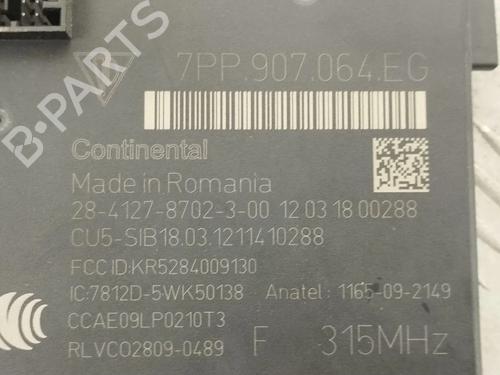 B-PARTS
7PP.907.064.EG
Continental
Made in Romania
28-4127-8702-3-00 12 03 18 00288
CU5-SIB18.03.1211410288
FCC ID:KR5284009130
IC:7812D-5WK50138 Anatel: 1165-09-2149
CCAE09LP0210T3
RLVCO2809-0489 F 315MHz